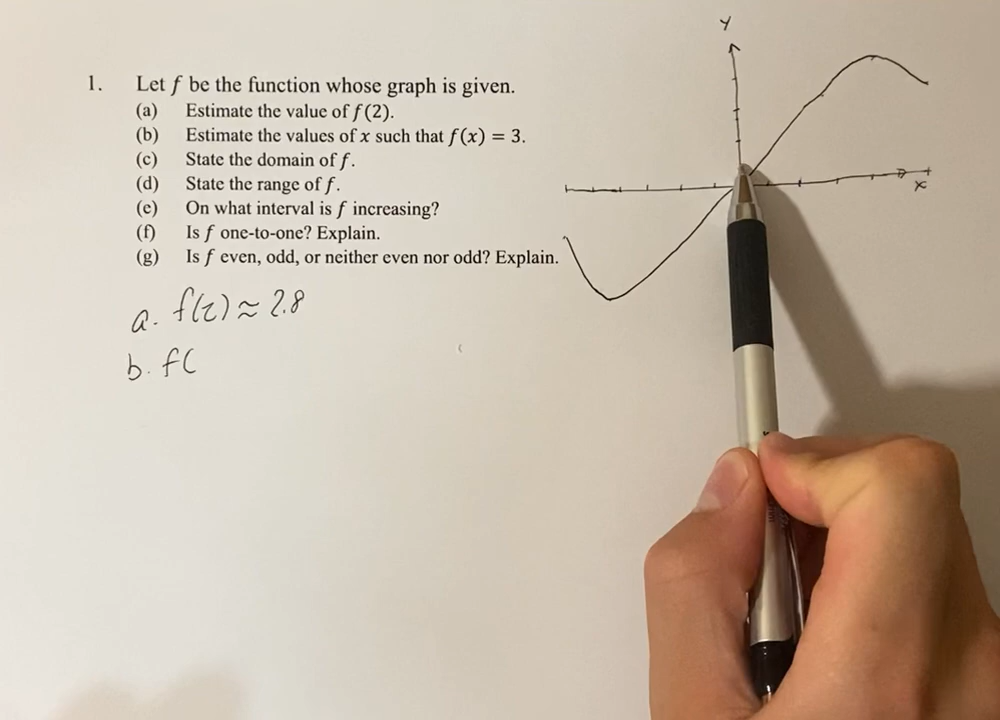 1. Let f be the function whose graph is given.
(a) Estimate the value of f(2).
(b) Estimate the values of x such that f(x) = 3.
(c) State the domain of f.
(d) State the range of f.
(e) On what interval is f increasing?
(f) Is f one-to-one? Explain.
(g) Is f even, odd, or neither even nor odd? Explain.
a. f(2) ≈ 2.8
b. f(
y
x